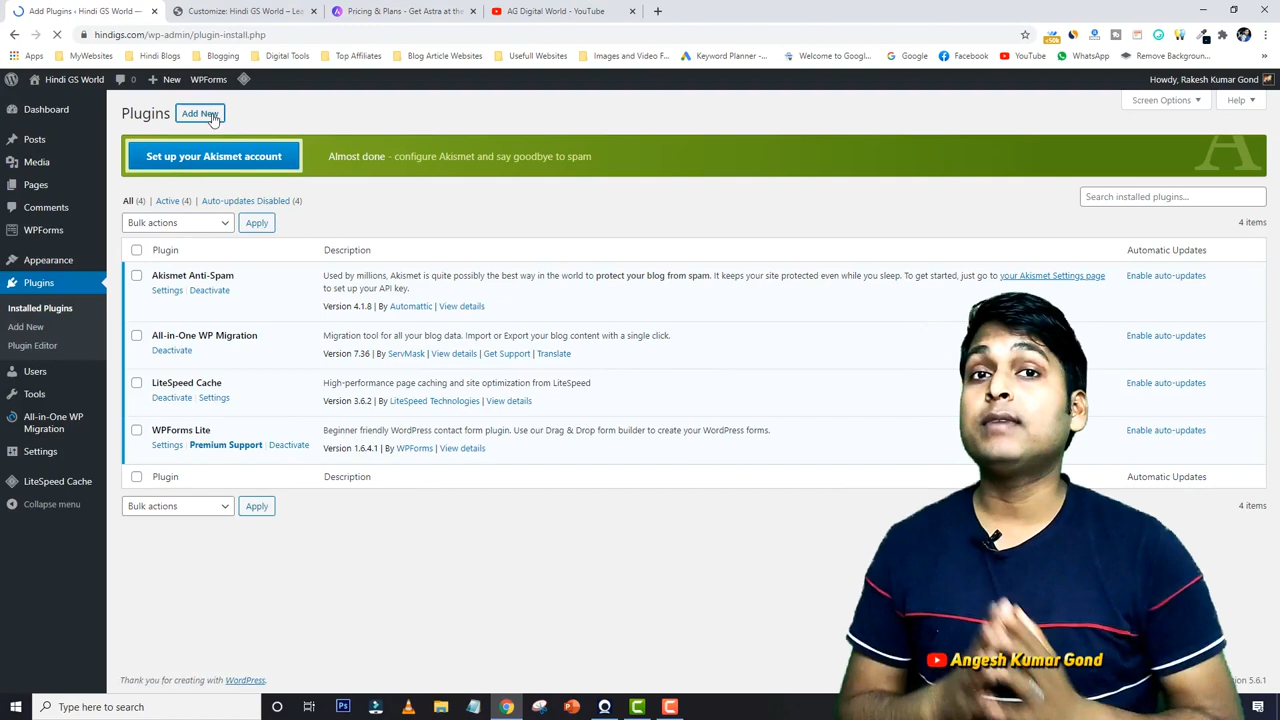 Add Plugins ‹ Hindi GS World —
Customize: Hindi GS World – Lea
Pricing & Plans - Get Astra at the
AG Digital World - YouTube
hindigs.com/wp-admin/plugin-install.php
Apps
MyWebsites
Hindi Blogs
Blogging
Digital Tools
Top Affiliates
Blog Article Websites
Usefull Websites
Images and Video F...
Keyword Planner -...
Welcome to Googl...
Google
Facebook
YouTube
WhatsApp
Remove Backgroun...
Hindi GS World
0
New
WPForms
Howdy, Rakesh Kumar Gond
Dashboard
Posts
Media
Pages
Comments
WPForms
Appearance
Plugins
Installed Plugins
Add New
Plugin Editor
Users
Tools
All-in-One WP
Migration
Settings
LiteSpeed Cache
Collapse menu
Screen Options
Help
Plugins Add New
Set up your Akismet account
Almost done - configure Akismet and say goodbye to spam
All (4) | Active (4) | Auto-updates Disabled (4)
Search installed plugins...
Bulk actions
Apply
4 items
Plugin
Description
Automatic Updates
Akismet Anti-Spam
Settings | Deactivate
Used by millions, Akismet is quite possibly the best way in the world to protect your blog from spam. It keeps your site protected even while you sleep. To get started, just go to your Akismet Settings page
to set up your API key.
Version 4.1.8 | By Automattic | View details
Enable auto-updates
All-in-One WP Migration
Deactivate
Migration tool for all your blog data. Import or Export your blog content with a single click.
Version 7.36 | By ServMask | View details | Get Support | Translate
Enable auto-updates
LiteSpeed Cache
Deactivate | Settings
High-performance page caching and site optimization from LiteSpeed
Version 3.6.2 | By LiteSpeed Technologies | View details
Enable auto-updates
WPForms Lite
Settings | Premium Support | Deactivate
Beginner friendly WordPress contact form plugin. Use our Drag & Drop form builder to create your WordPress forms.
Version 1.6.4.1 | By WPForms | View details
Enable auto-updates
Plugin
Description
Automatic Updates
Bulk actions
Apply
4 items
Angesh Kumar Gond
Thank you for creating with WordPress.
5.6.1
Type here to search